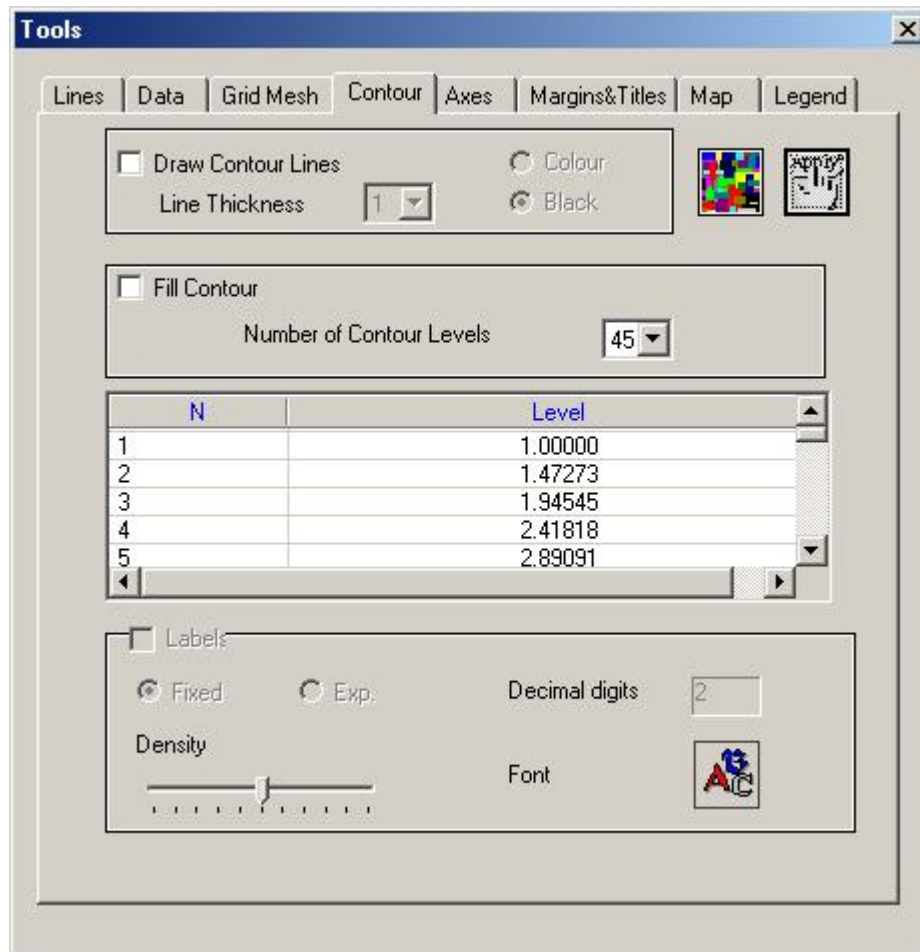 Tools
Lines Data Grid Mesh Contour Axes Margins&Titles Map Legend
Draw Contour Lines Colour
Line Thickness 1 Black
Apply
Fill Contour
Number of Contour Levels 45
N Level
1 1.00000
2 1.47273
3 1.94545
4 2.41818
5 2.89091
Labels
Fixed Exp. Decimal digits 2
Density
Font